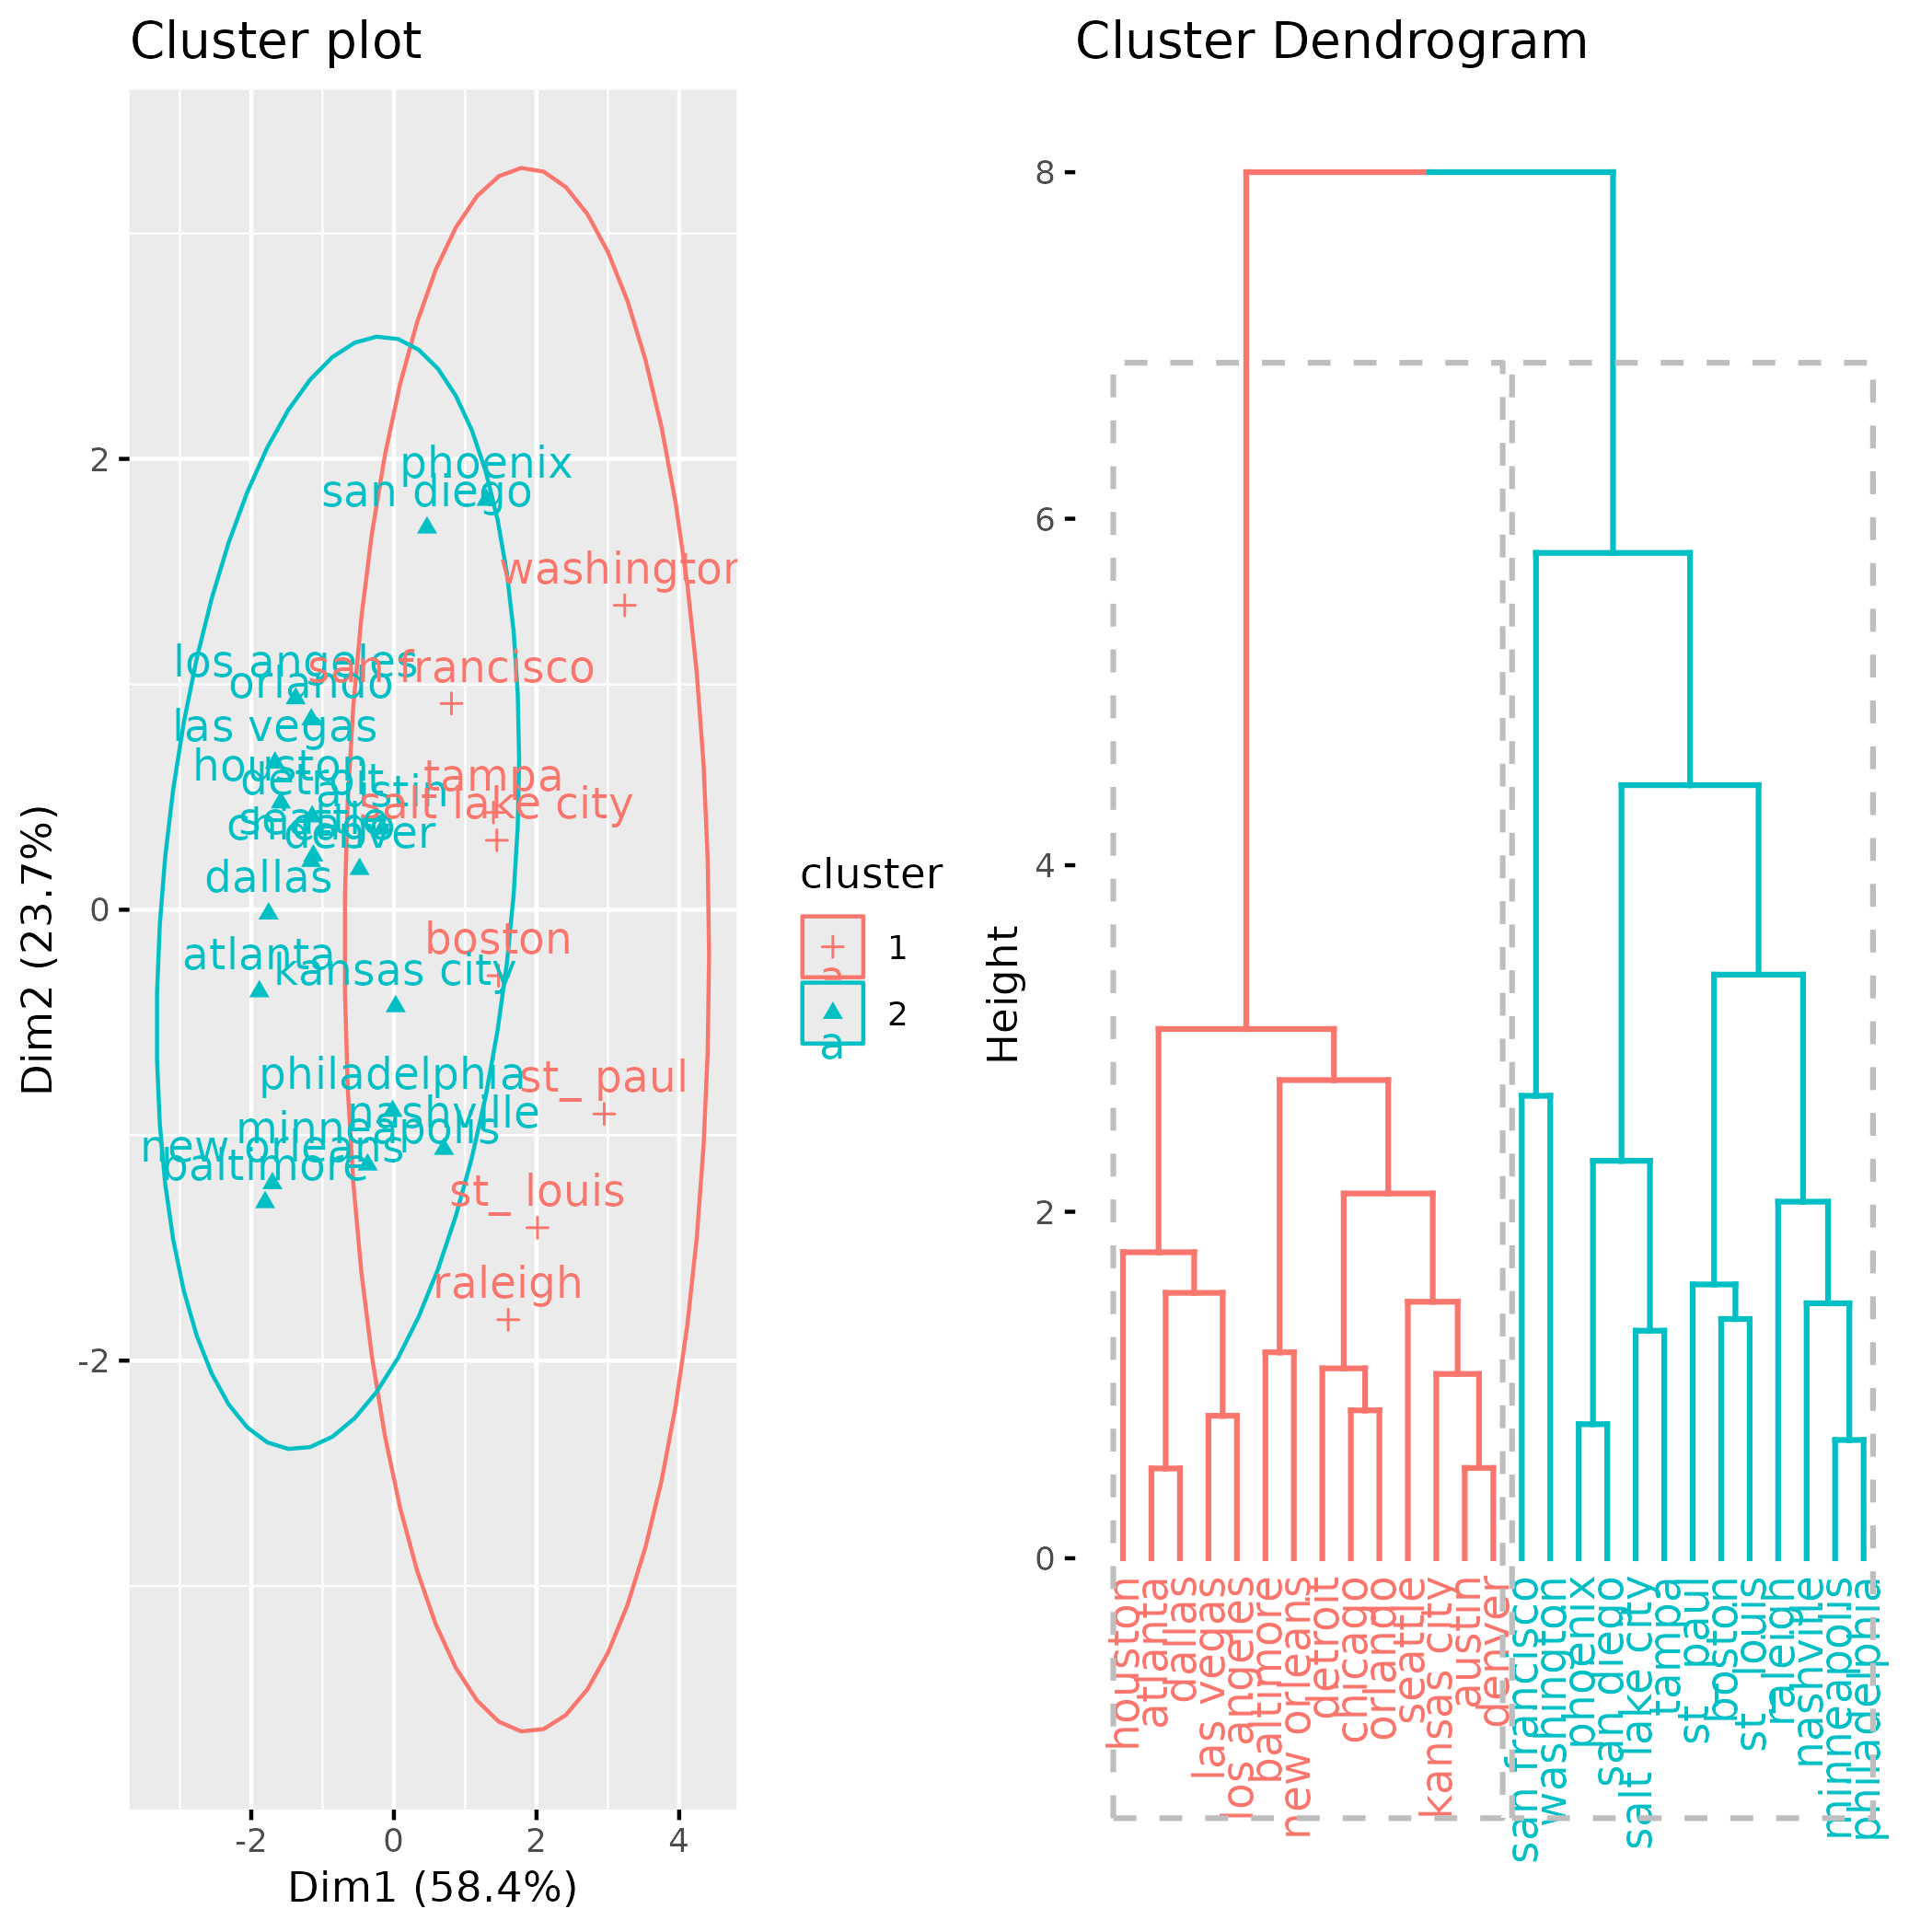 Cluster plot
phoenix
san diego
washington
los angeles
san francisco
orlando
las vegas
houston
tampa
detroit
austin
salt lake city
seattle
chicago
denver
dallas
boston
atlanta
kansas city
philadelphia
st_ paul
nashville
minneapolis
new orleans
baltimore
st_ louis
raleigh
2
0
-2
-2
0
2
4
Dim1 (58.4%)
Dim2 (23.7%)
cluster
1
2
a
Cluster Dendrogram
Height
8
6
4
2
0
houston
atlanta
dallas
las vegas
los angeles
baltimore
new orleans
detroit
chicago
orlando
seattle
kansas city
austin
denver
san francisco
washington
phoenix
san diego
salt lake city
tampa
st_ paul
boston
st_ louis
raleigh
nashville
minneapolis
philadelphia